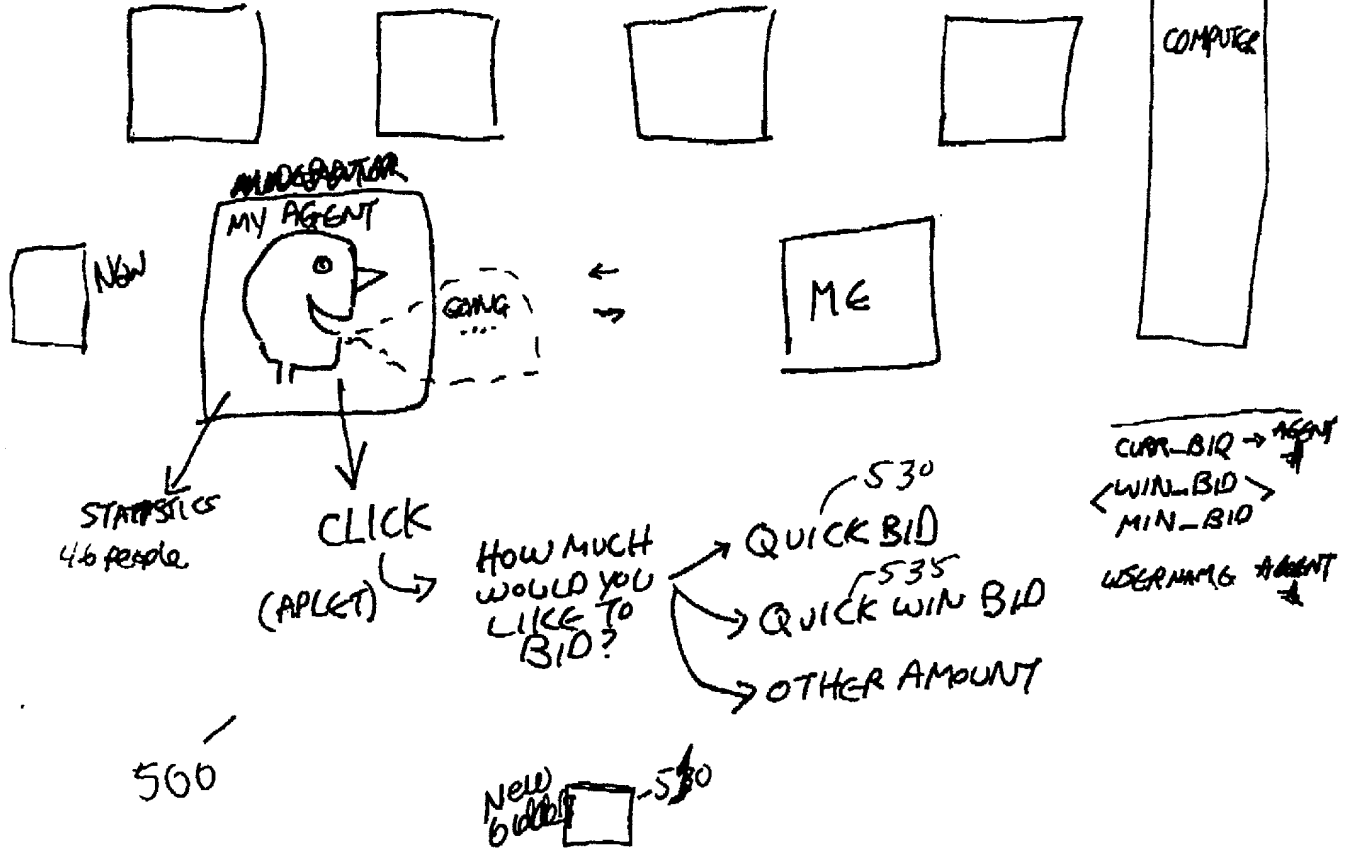 COMPUTER
MY AGENT
NEW
GOING
....
ME
CURR_BID → AGENT
<WIN_BID>
MIN_BID
USERNAME AGENT
STATISTICS
46 people
CLICK
(APLET)
HOW MUCH
WOULD YOU
LIKE TO
BID?
530
QUICK BID
535
QUICK WIN BID
OTHER AMOUNT
500
New
530